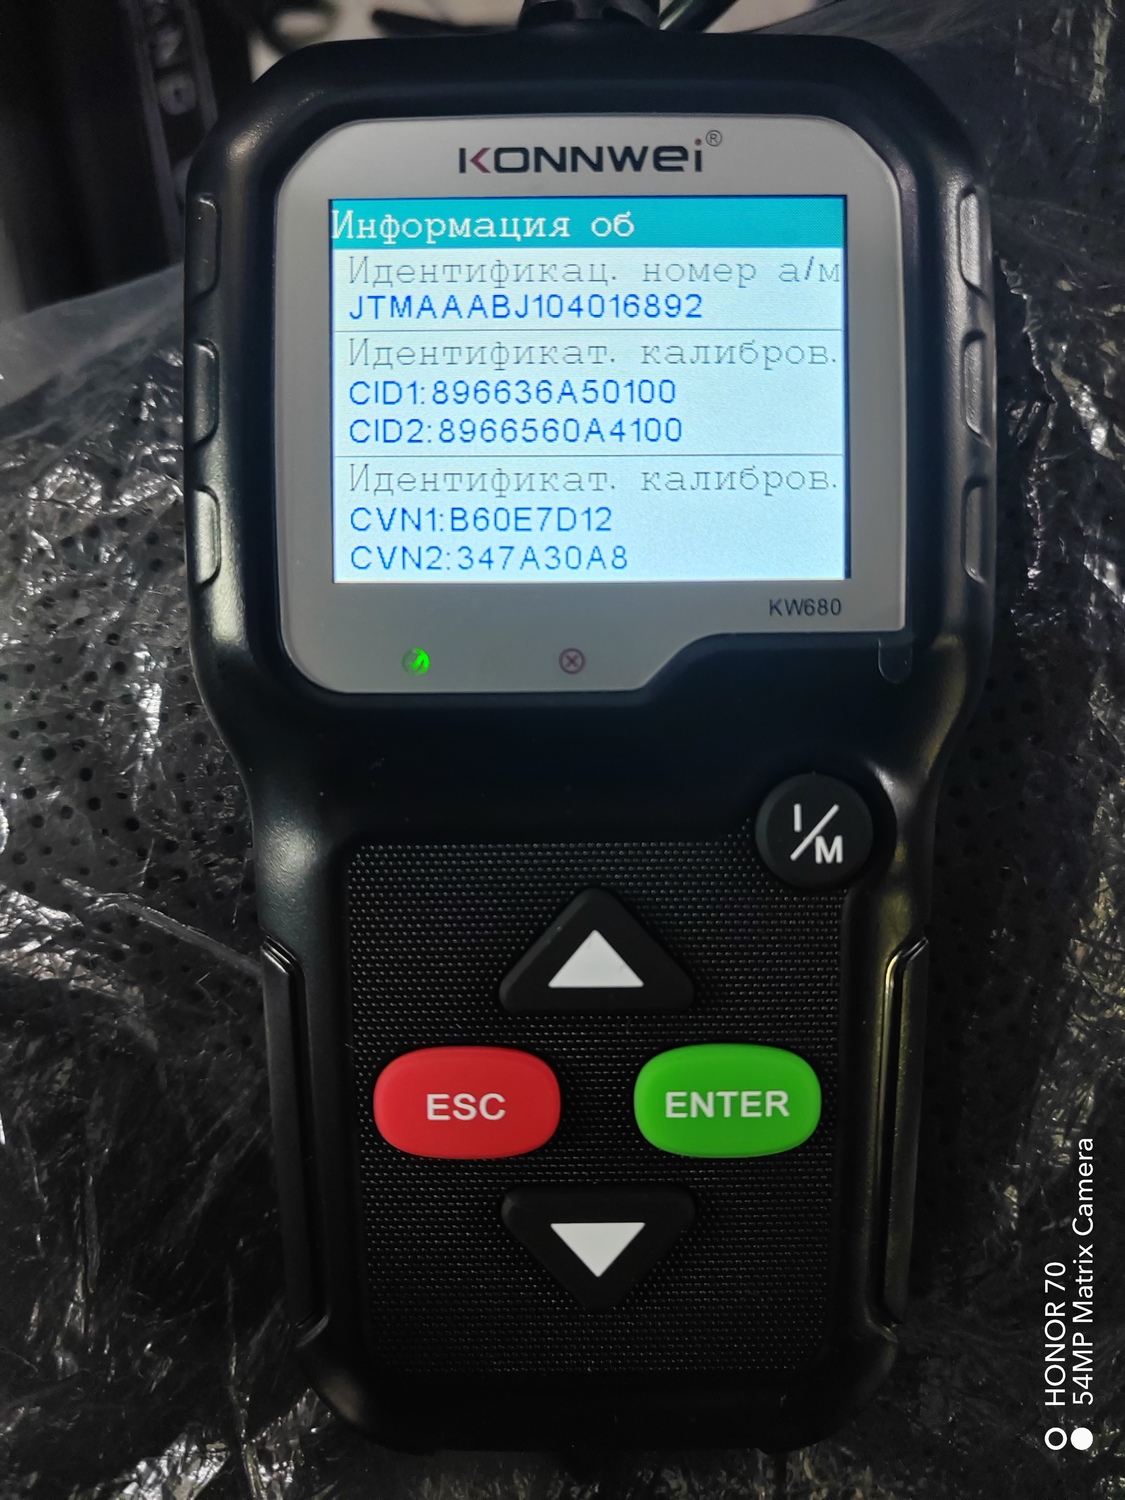 KONNWEI®
Информация об
Идентификац. номер а/м
JTMAAABJ104016892
Идентификат. калибров.
CID1:896636A50100
CID2:8966560A4100
Идентификат. калибров.
CVN1:B60E7D12
CVN2:347A30A8
KW680
I/M
ESC
ENTER
HONOR 70
54MP Matrix Camera